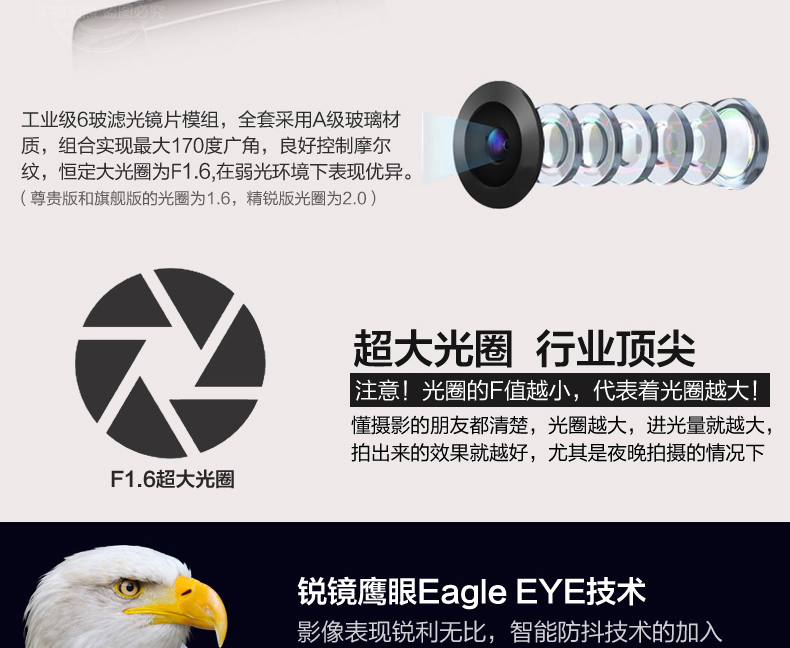 盗图必究
工业级6玻滤光镜片模组，全套采用A级玻璃材
质，组合实现最大170度广角，良好控制摩尔
纹，恒定大光圈为F1.6,在弱光环境下表现优异。
（尊贵版和旗舰版的光圈为1.6，精锐版光圈为2.0）
超大光圈 行业顶尖
注意！光圈的F值越小，代表着光圈越大！
懂摄影的朋友都清楚，光圈越大，进光量就越大，
拍出来的效果就越好，尤其是夜晚拍摄的情况下
F1.6超大光圈
锐镜鹰眼Eagle EYE技术
影像表现锐利无比，智能防抖技术的加入